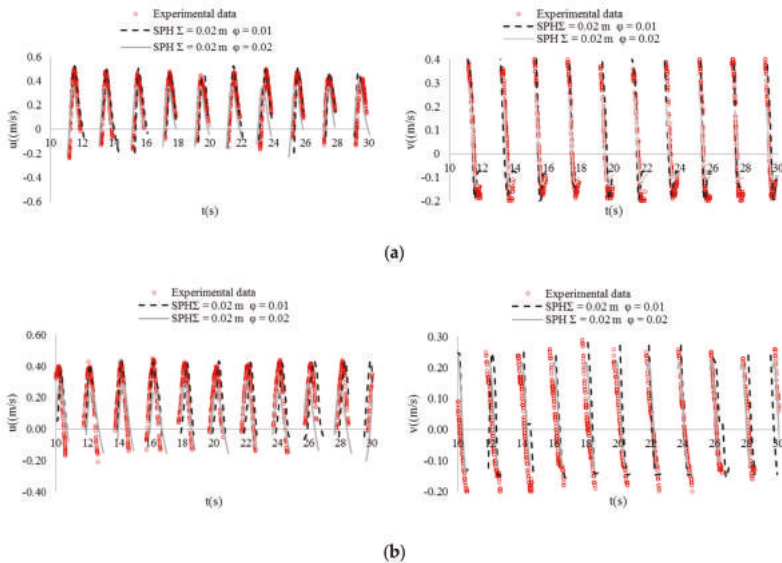 Experimental data
SPH Σ = 0.02 m φ = 0.01
SPH Σ = 0.02 m φ = 0.02
0.6
0.4
0.2
0
-0.2
-0.4
-0.6
u((m/s)
10 12 14 16 18 20 22 24 26 28 30
t(s)
Experimental data
SPHΣ = 0.02 m φ = 0.01
SPH Σ = 0.02 m φ = 0.02
0.4
0.3
0.2
0.1
0
-0.1
-0.2
v((m/s)
10 12 14 16 18 20 22 24 26 28 30
t(s)
(a)
Experimental data
SPHΣ = 0.02 m φ = 0.01
SPHΣ = 0.02 m φ = 0.02
0.60
0.40
0.20
0.00
-0.20
-0.40
u((m/s)
10 12 14 16 18 20 22 24 26 28 30
t(s)
Experimental data
SPHΣ = 0.02 m φ = 0.01
SPHΣ = 0.02 m φ = 0.02
0.30
0.20
0.10
0.00
-0.10
-0.20
v((m/s)
10 12 14 16 18 20 22 24 26 28 30
t(s)
(b)